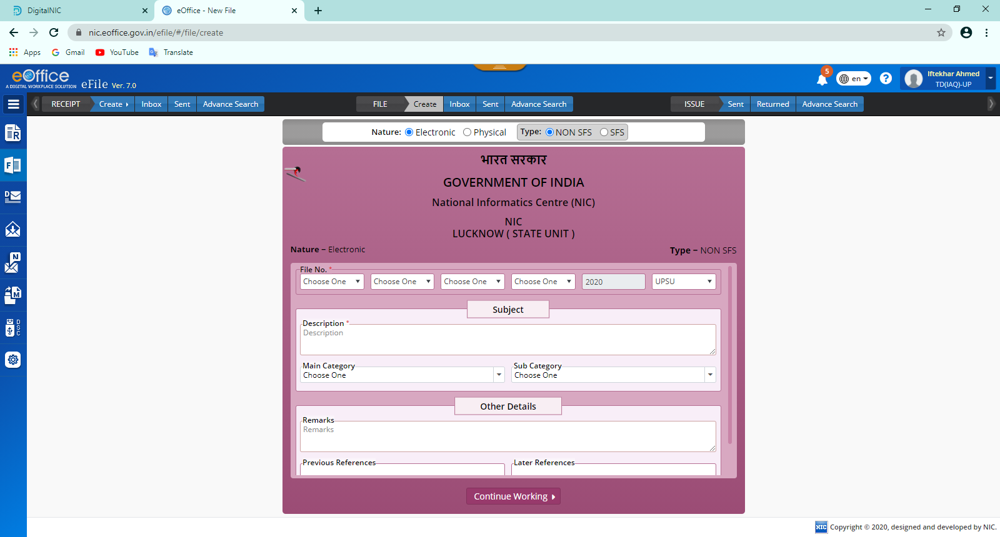 DigitalNIC
eOffice - New File
nic.eoffice.gov.in/efile/#/file/create
Apps Gmail YouTube Translate
eOffice
A DIGITAL WORKPLACE SOLUTION
eFile Ver. 7.0
5
en
?
Iftekhar Ahmed
TD(IAQ)-UP
RECEIPT Create Inbox Sent Advance Search
FILE Create Inbox Sent Advance Search
ISSUE Sent Returned Advance Search
R
F
D
N
M
DSC
Nature: Electronic Physical Type: NON SFS SFS
भारत सरकार
GOVERNMENT OF INDIA
National Informatics Centre (NIC)
NIC
LUCKNOW ( STATE UNIT )
Nature – Electronic
Type – NON SFS
File No. *
Choose One Choose One Choose One Choose One 2020 UPSU
Subject
Description *
Description
Main Category Sub Category
Choose One Choose One
Other Details
Remarks
Remarks
Previous References Later References
Continue Working
NIC Copyright © 2020, designed and developed by NIC.